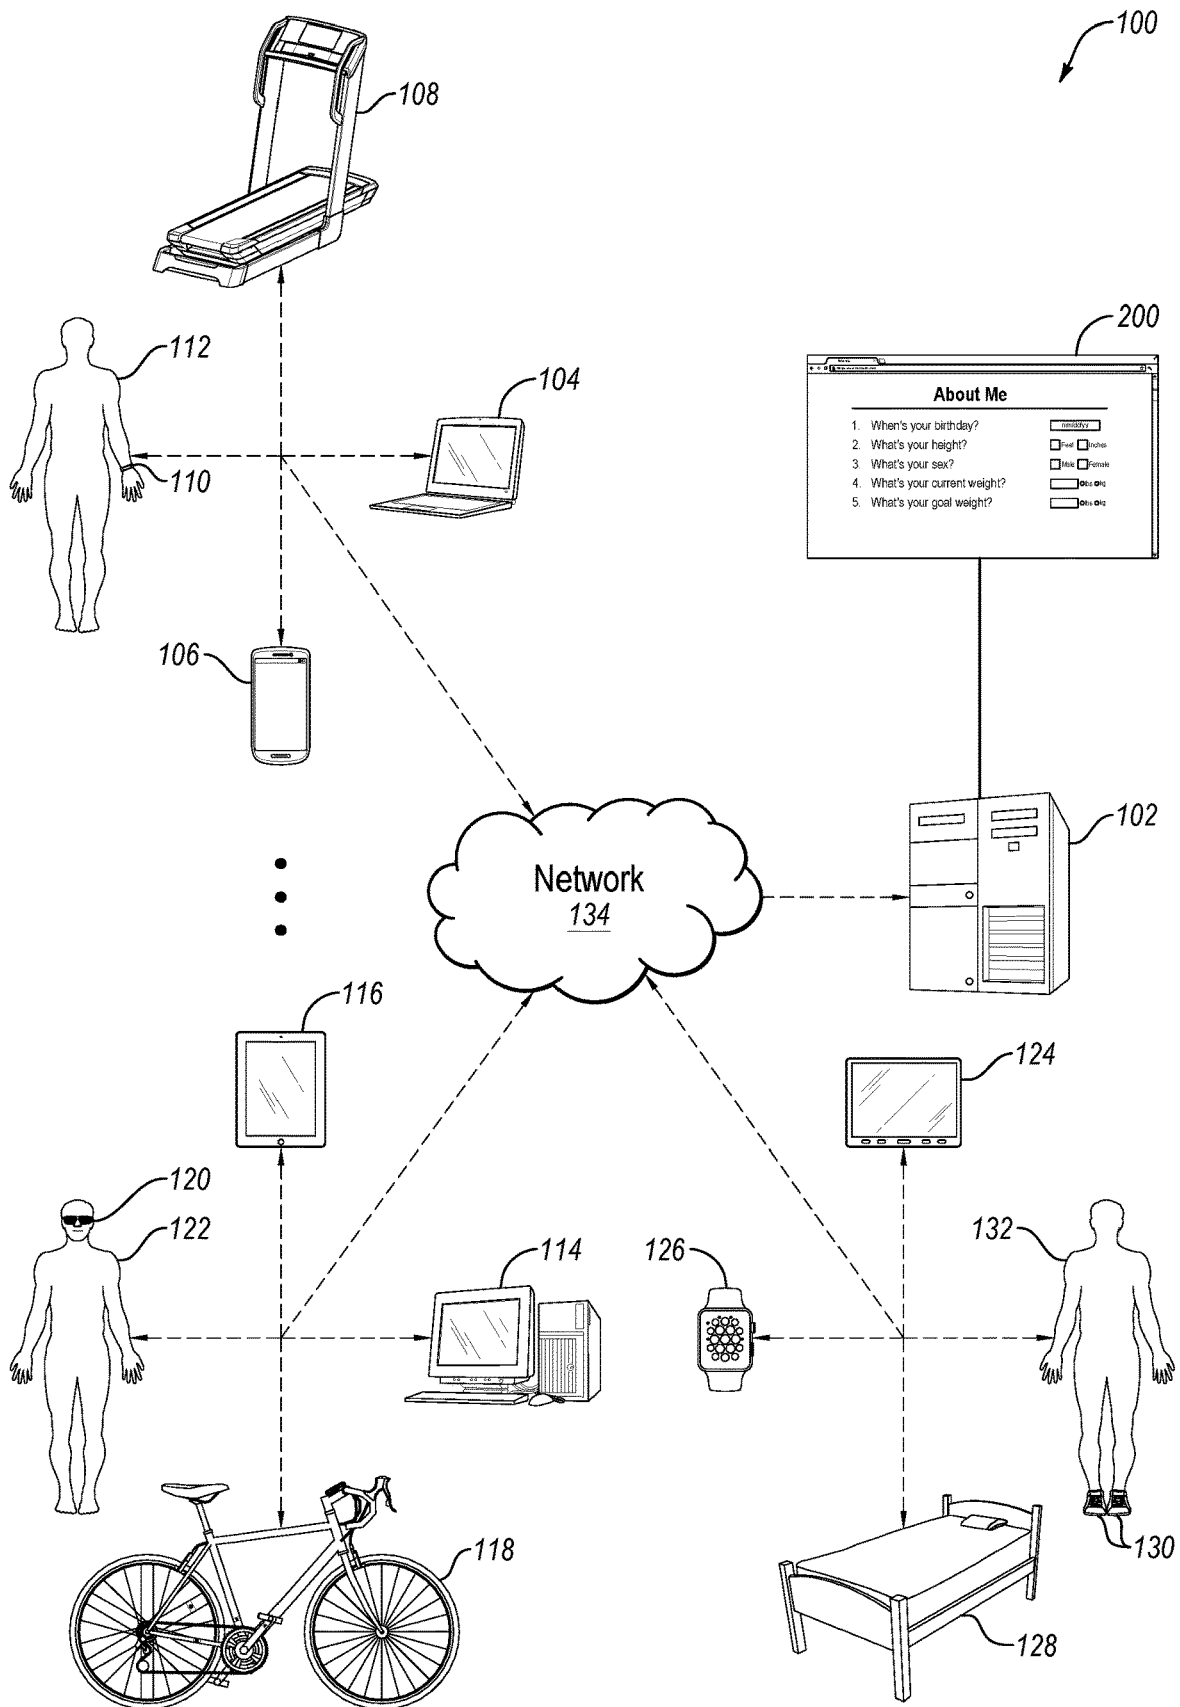 100
108
112
104
110
200
About Me
1. When's your birthday? mm/dd/yy
2. What's your height? Feet Inches
3. What's your sex? Male Female
4. What's your current weight? lbs kg
5. What's your goal weight? lbs kg
106
102
Network
134
116
124
120
122
114
126
132
118
128
130